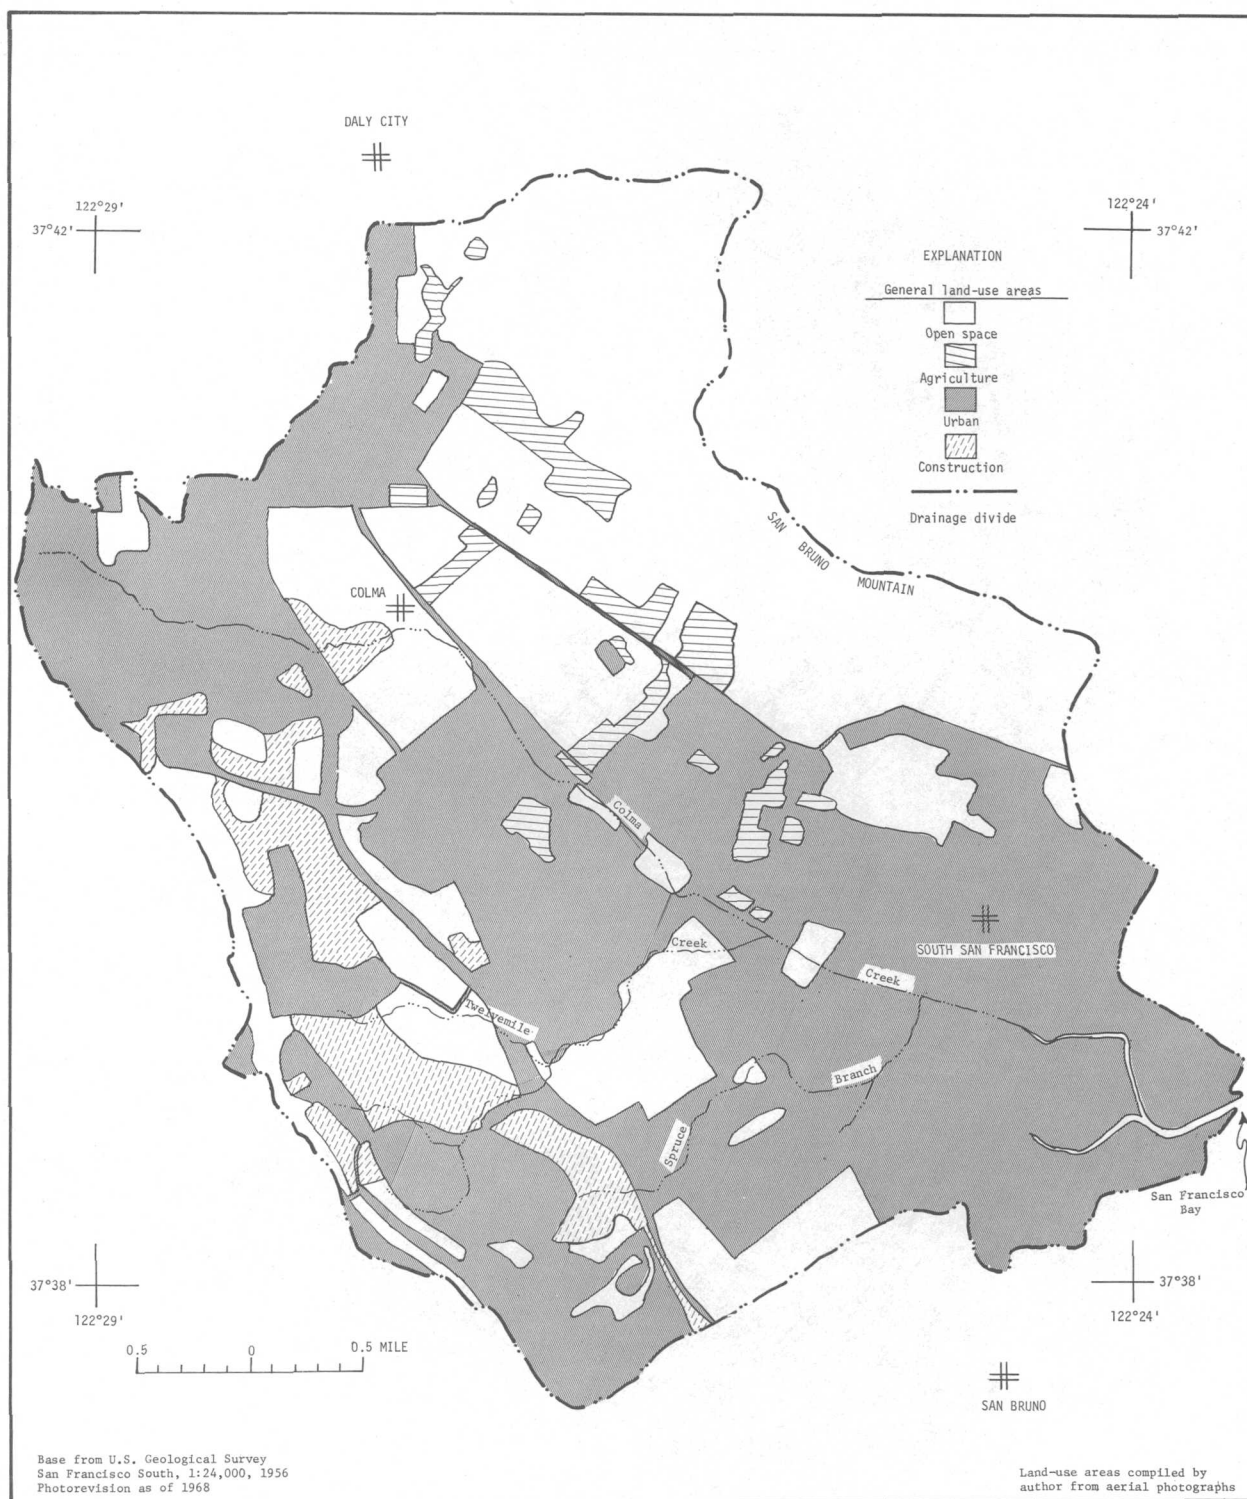 DALY CITY
122°29'
37°42'
122°24'
37°42'
EXPLANATION
General land-use areas
Open space
Agriculture
Urban
Construction
Drainage divide
SAN BRUNO MOUNTAIN
COLMA
Colma
Creek
SOUTH SAN FRANCISCO
Creek
Twelvemile
Branch
Spruce
San Francisco
Bay
37°38'
122°29'
37°38'
122°24'
0.5 0 0.5 MILE
SAN BRUNO
Base from U.S. Geological Survey
San Francisco South, 1:24,000, 1956
Photorevision as of 1968
Land-use areas compiled by
author from aerial photographs